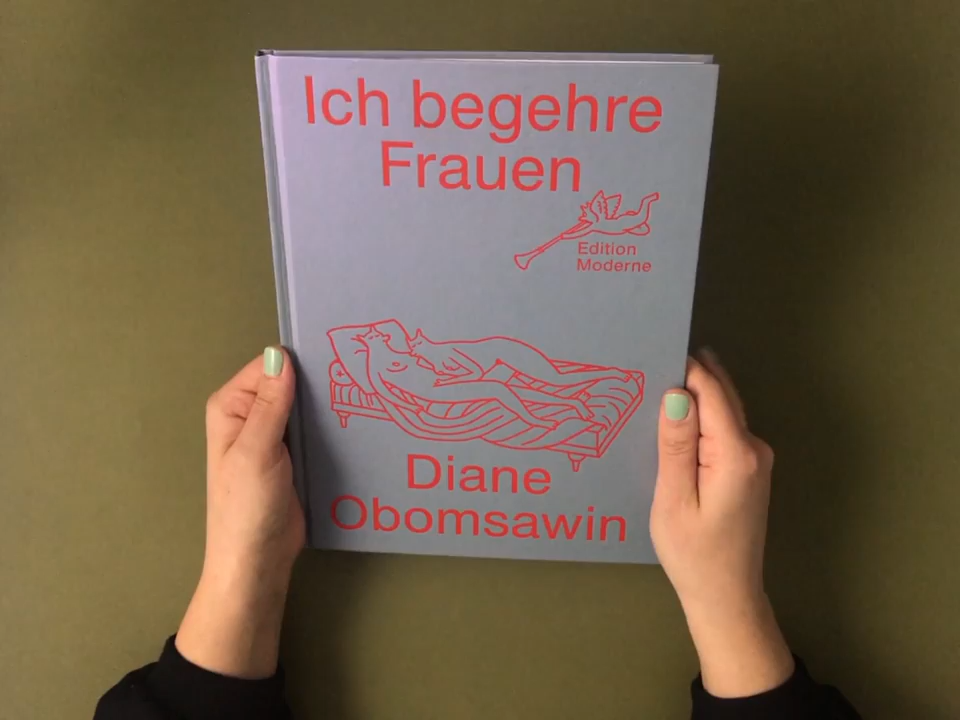 Ich begehre
Frauen
Edition
Moderne
Diane
Obomsawin